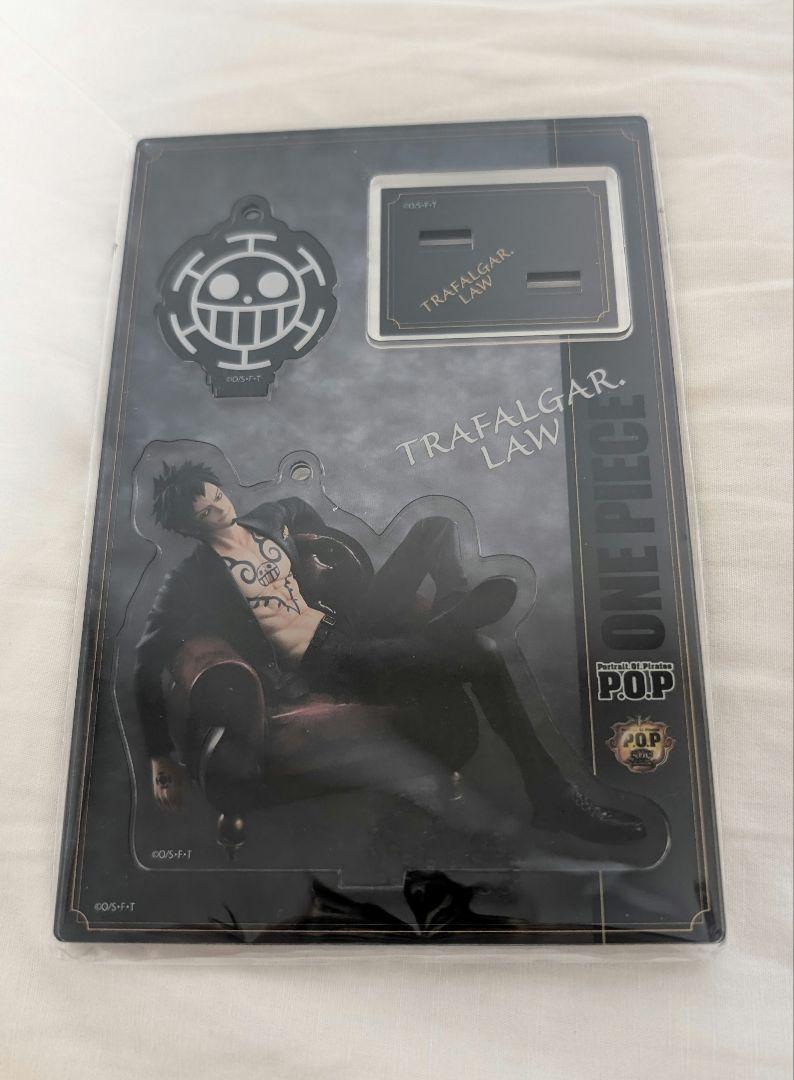 ©O/S・F・T
TRAFALGAR.
LAW
©O/S・F・T
TRAFALGAR.
LAW
ONE PIECE
Portrait.Of.Pirates
P.O.P
P.O.P
©O/S・F・T
©O/S・F・T